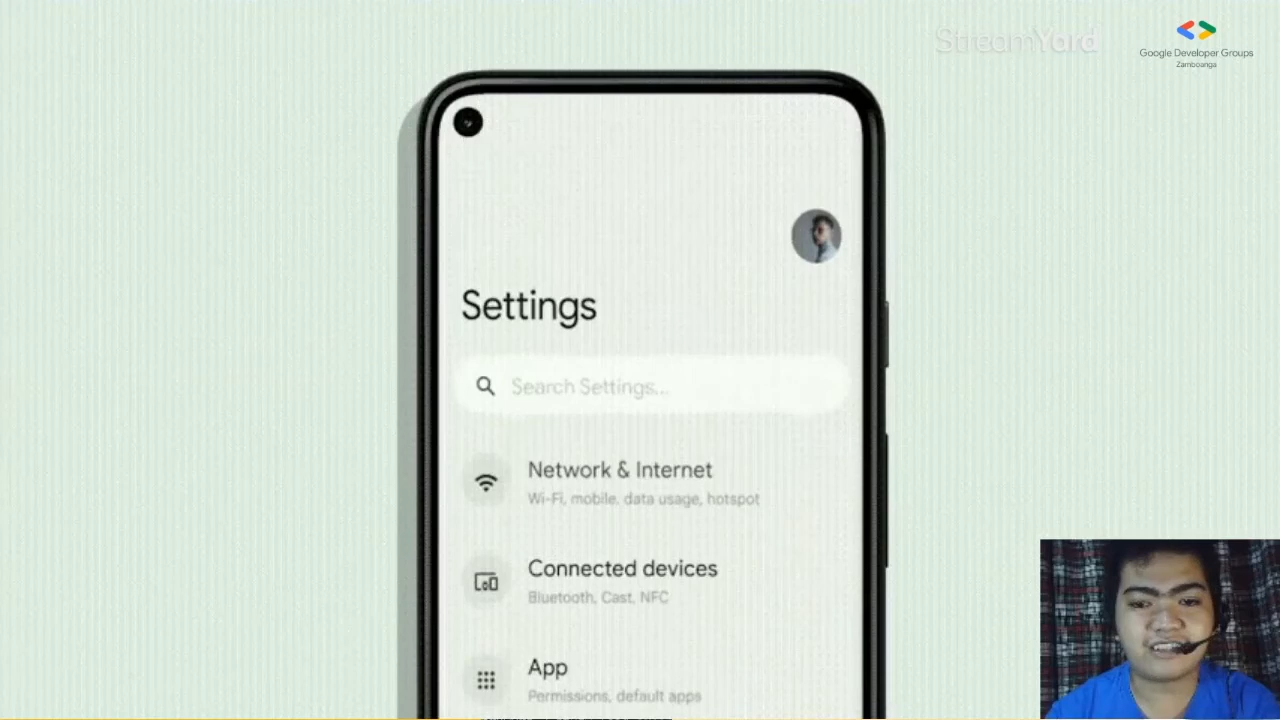 StreamYard
Google Developer Groups
Zamboanga
Settings
Search Settings...
Network & Internet
Wi-Fi, mobile, data usage, hotspot
Connected devices
Bluetooth, Cast, NFC
App
Permissions, default apps